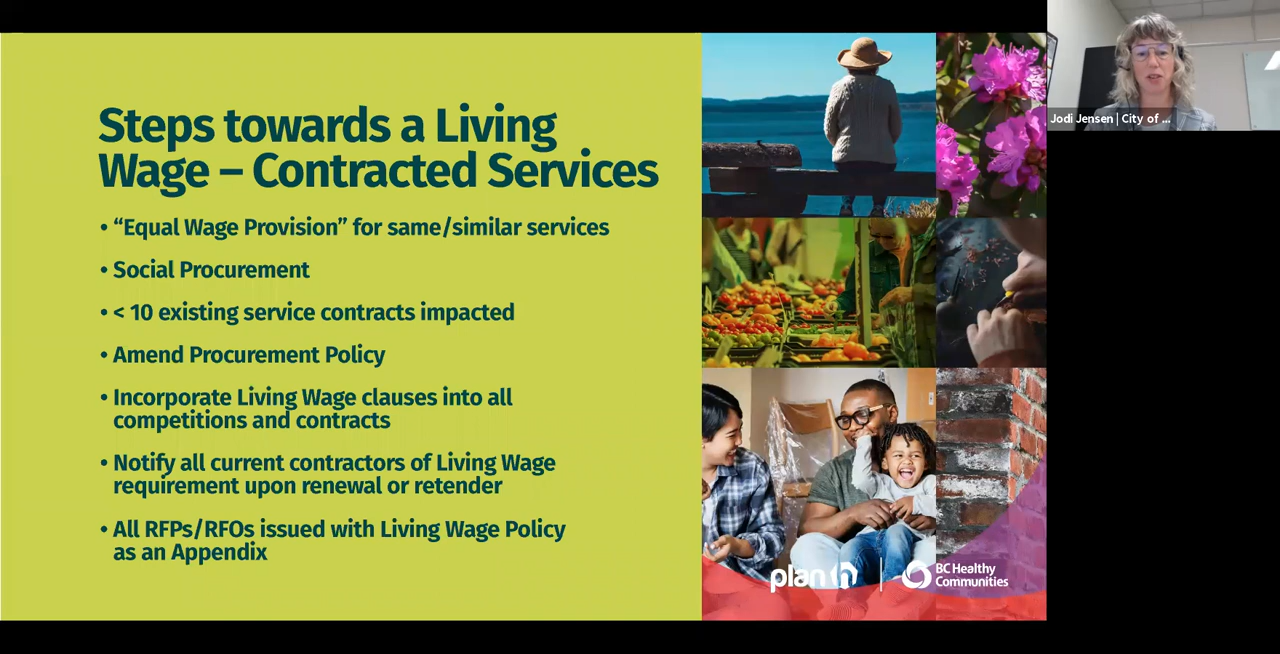 Steps towards a Living
Wage – Contracted Services
• “Equal Wage Provision” for same/similar services
• Social Procurement
• < 10 existing service contracts impacted
• Amend Procurement Policy
• Incorporate Living Wage clauses into all
competitions and contracts
• Notify all current contractors of Living Wage
requirement upon renewal or retender
• All RFPs/RFOs issued with Living Wage Policy
as an Appendix
plan h
BC Healthy
Communities
Jodi Jensen | City of ...